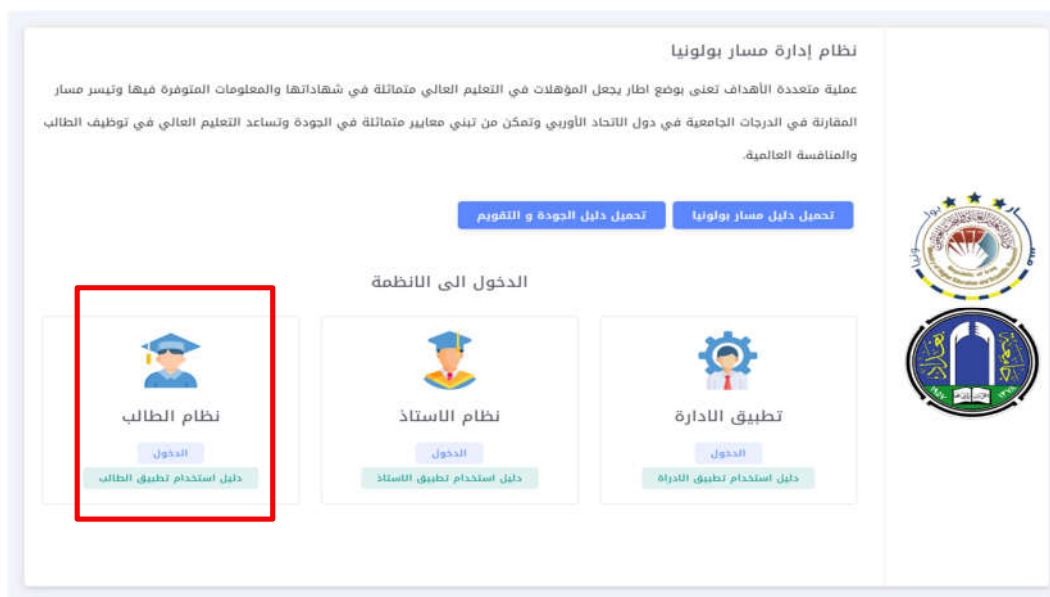 نظام إدارة مسار بولونيا
عملية متعددة الأهداف تعنى بوضع اطار يجعل المؤهلات في التعليم العالي متماثلة في شهاداتها والمعلومات المتوفرة فيها وتيسر مسار
المقارنة في الدرجات الجامعية في دول الاتحاد الأوربي وتمكن من تبني معايير متماثلة في الجودة وتساعد التعليم العالي في توظيف الطالب
والمنافسة العالمية.
تحميل دليل مسار بولونيا
تحميل دليل الجودة و التقويم
الدخول الى الانظمة
تطبيق الادارة
الدخول
دليل استخدام تطبيق الادراة
نظام الاستاذ
الدخول
دليل استخدام تطبيق الاستاذ
نظام الطالب
الدخول
دليل استخدام تطبيق الطالب
جامعة بغداد